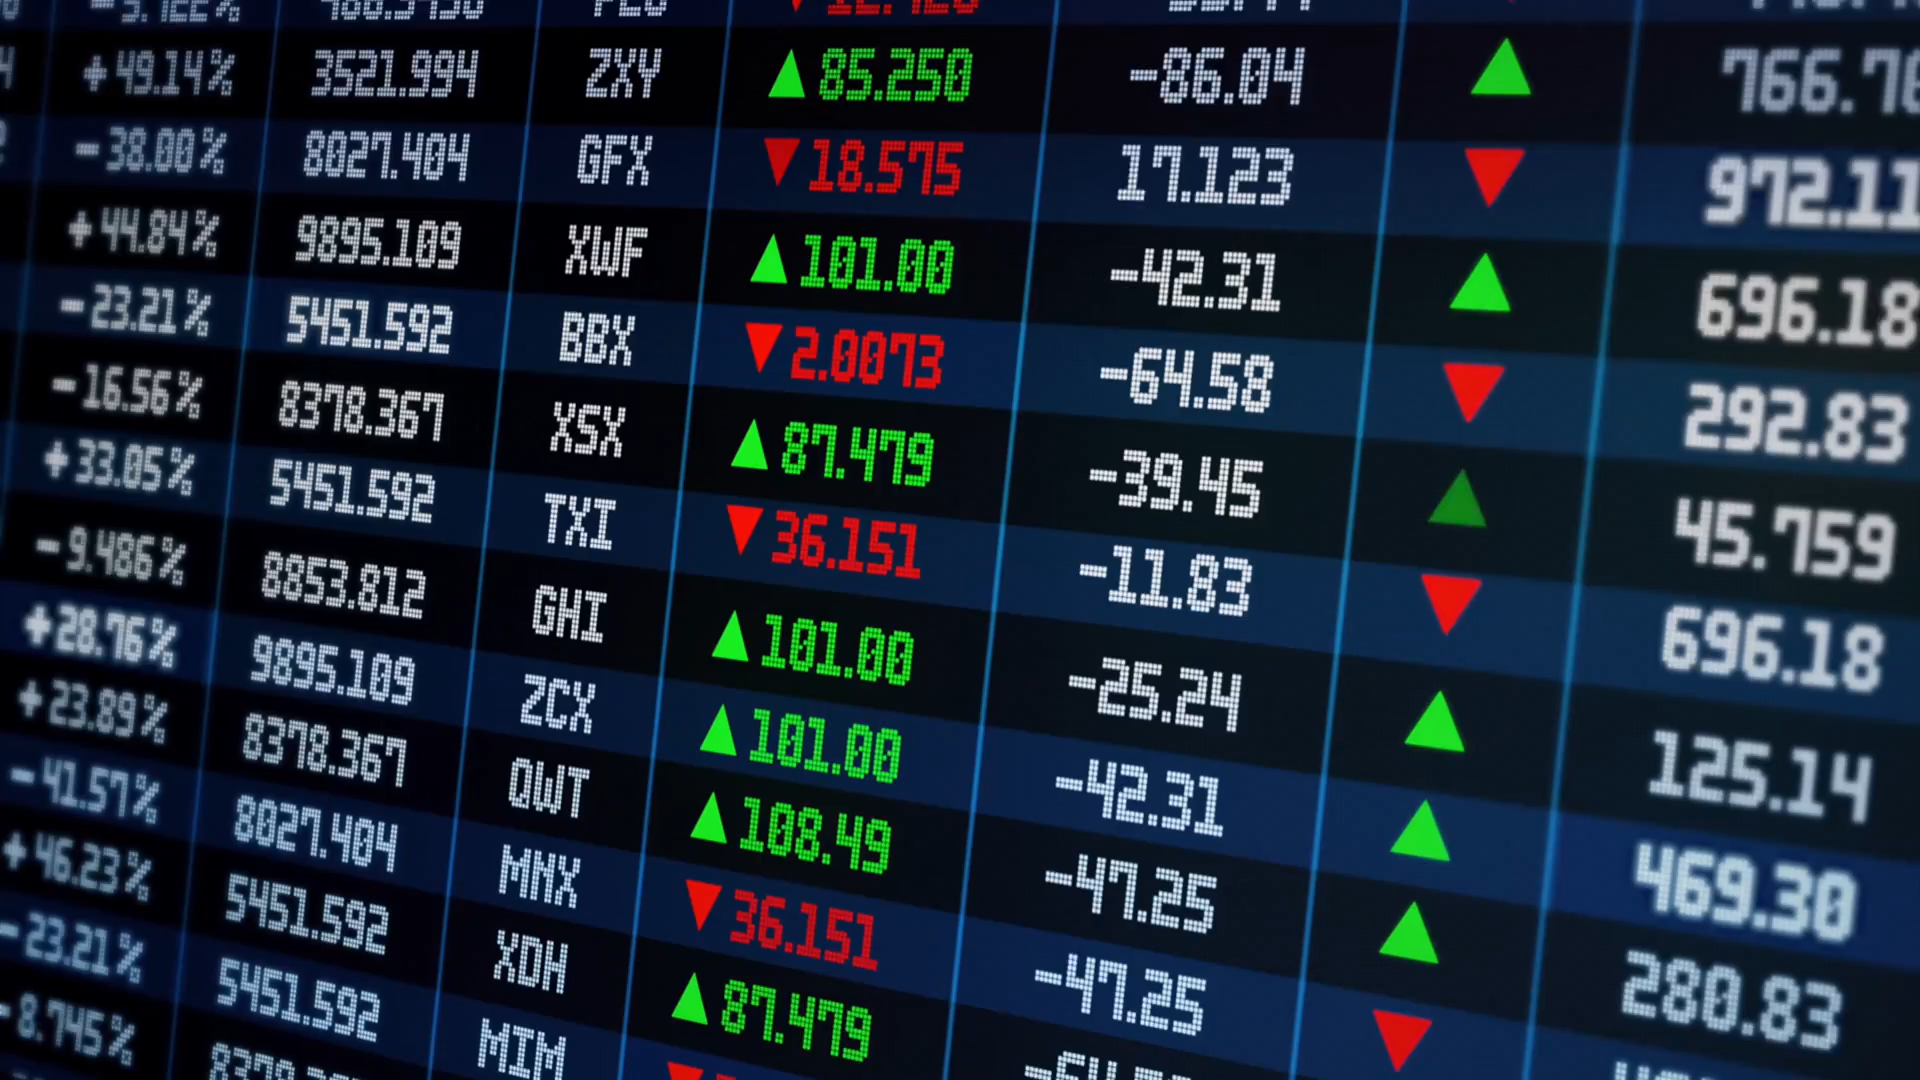 +49.14% 3521.994 ZXY ▲ 85.250 -86.04 ▲
-38.00% 8027.404 GFX ▼ 18.575 17.123 ▼ 972.11
+44.84% 9895.109 XWF ▲ 101.00 -42.31 ▲ 696.18
-23.21% 5451.592 BBX ▼ 2.0073 -64.58 ▼ 292.83
-16.56% 8378.367 XSX ▲ 87.479 -39.45 ▲ 45.759
+33.05% 5451.592 TXI ▼ 36.151 -11.83 ▼ 696.18
-9.486% 8853.812 GHI ▲ 101.00 -25.24 ▲ 125.14
+28.76% 9895.109 ZCX ▲ 101.00 -42.31 ▲ 469.30
+23.89% 8378.367 QWT ▲ 108.49 -47.25 ▲ 280.83
-41.57% 8027.404 MNX ▼ 36.151 -47.25 ▼
+46.23% 5451.592 XDH ▲ 87.479
-23.21% 5451.592 MIM
-8.745%